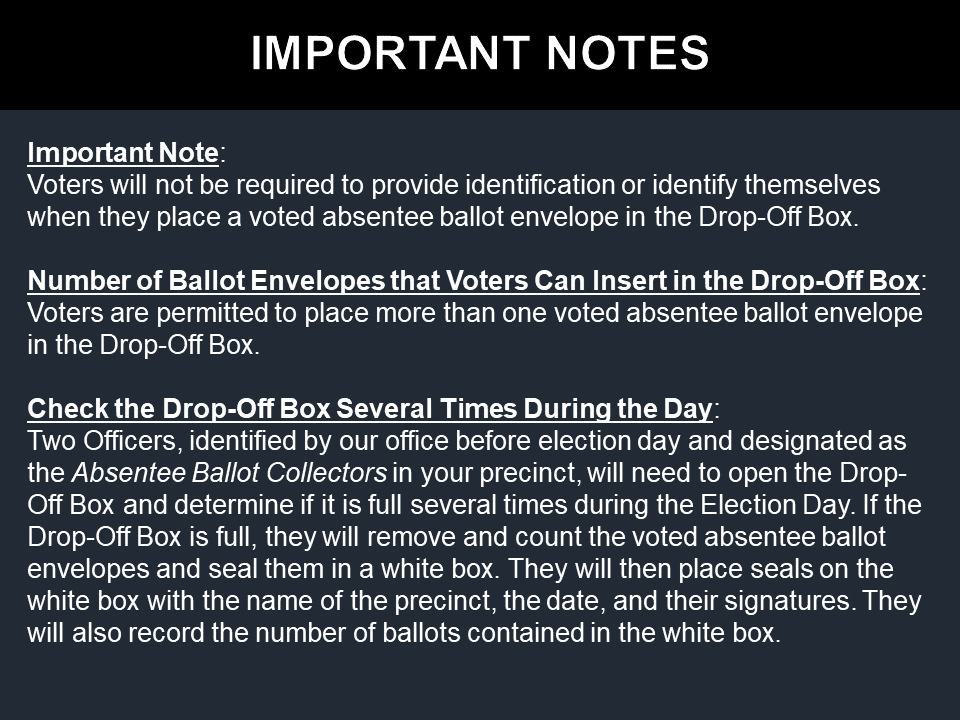 IMPORTANT NOTES
Important Note:
Voters will not be required to provide identification or identify themselves
when they place a voted absentee ballot envelope in the Drop-Off Box.
Number of Ballot Envelopes that Voters Can Insert in the Drop-Off Box:
Voters are permitted to place more than one voted absentee ballot envelope
in the Drop-Off Box.
Check the Drop-Off Box Several Times During the Day:
Two Officers, identified by our office before election day and designated as
the Absentee Ballot Collectors in your precinct, will need to open the Drop-
Off Box and determine if it is full several times during the Election Day. If the
Drop-Off Box is full, they will remove and count the voted absentee ballot
envelopes and seal them in a white box. They will then place seals on the
white box with the name of the precinct, the date, and their signatures. They
will also record the number of ballots contained in the white box.